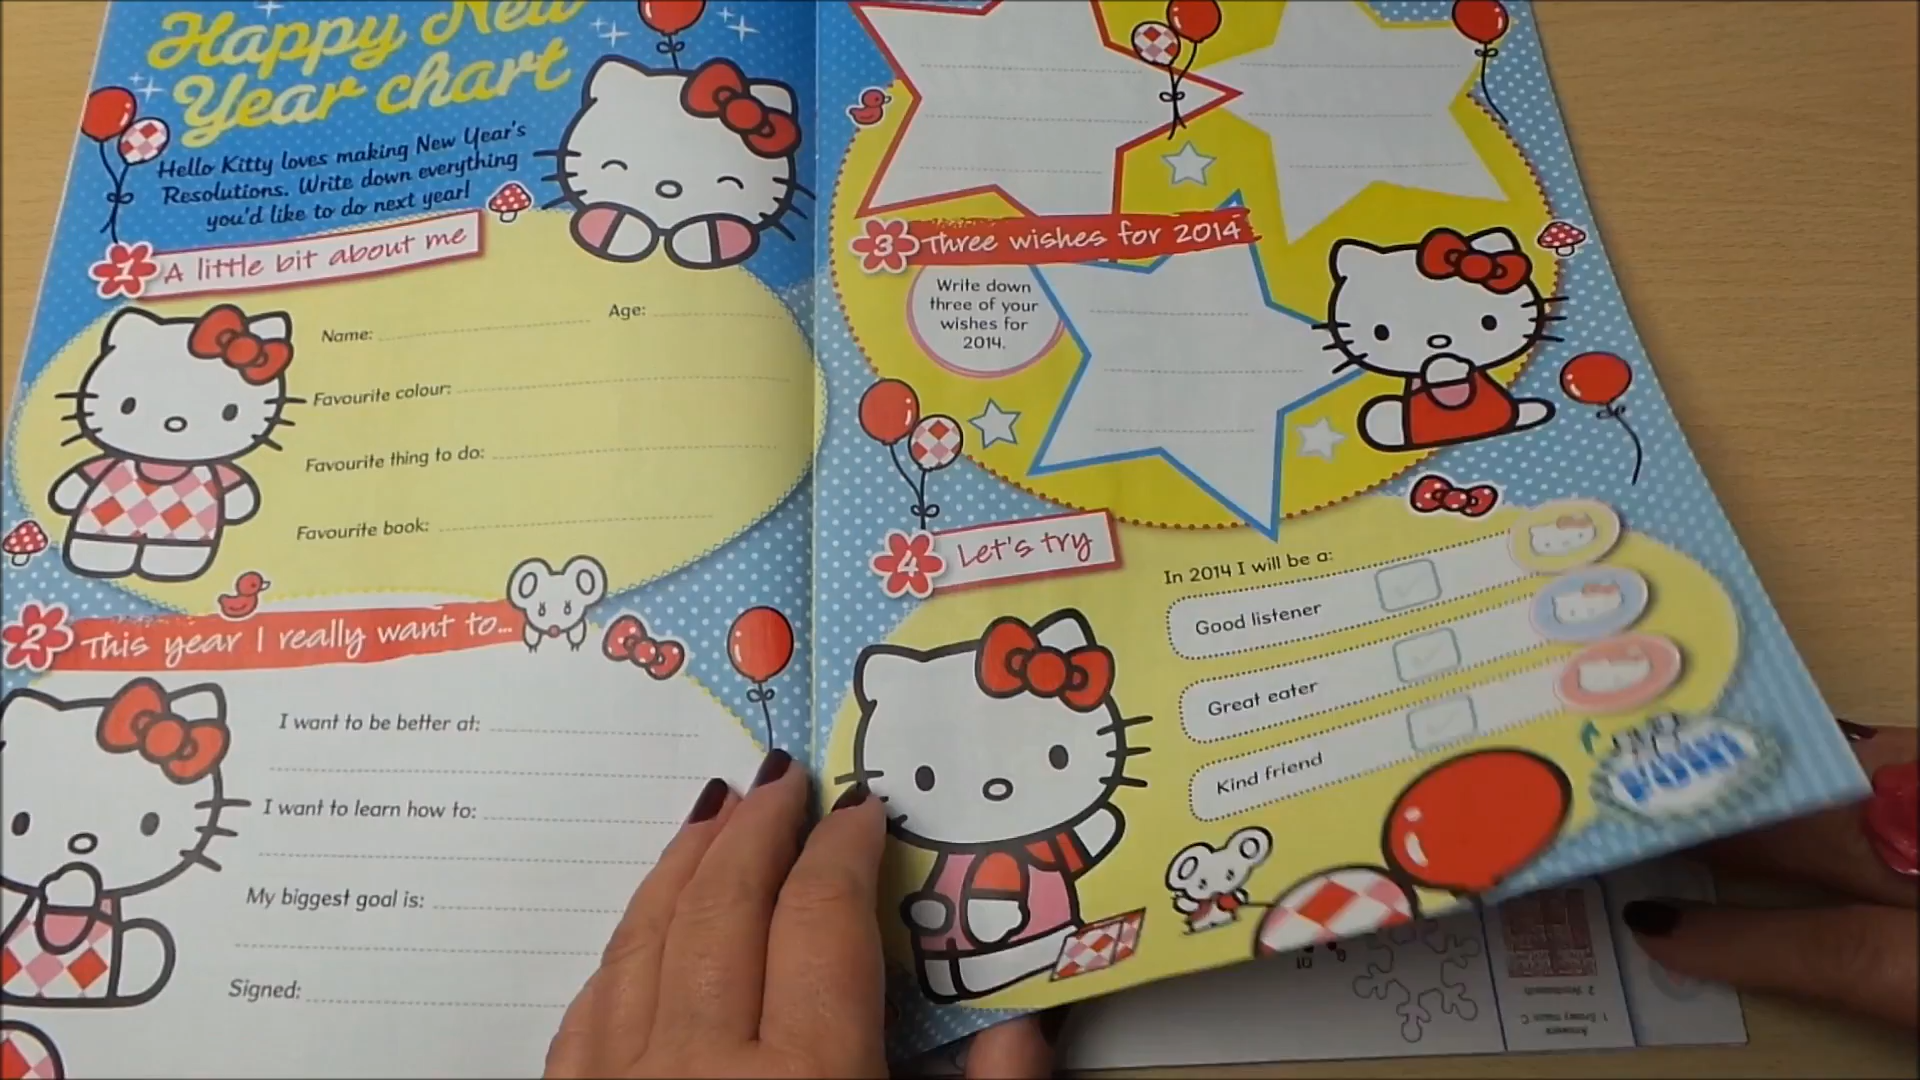 Happy New
Year chart
Hello Kitty loves making New Year's
Resolutions. Write down everything
you'd like to do next year!
1 A little bit about me
Name:
Age:
Favourite colour:
Favourite thing to do:
Favourite book:
2 This year I really want to...
I want to be better at:
I want to learn how to:
My biggest goal is:
Signed:
3 Three wishes for 2014
Write down
three of your
wishes for
2014.
4 Let's try
In 2014 I will be a:
Good listener
Great eater
Kind friend
Answers